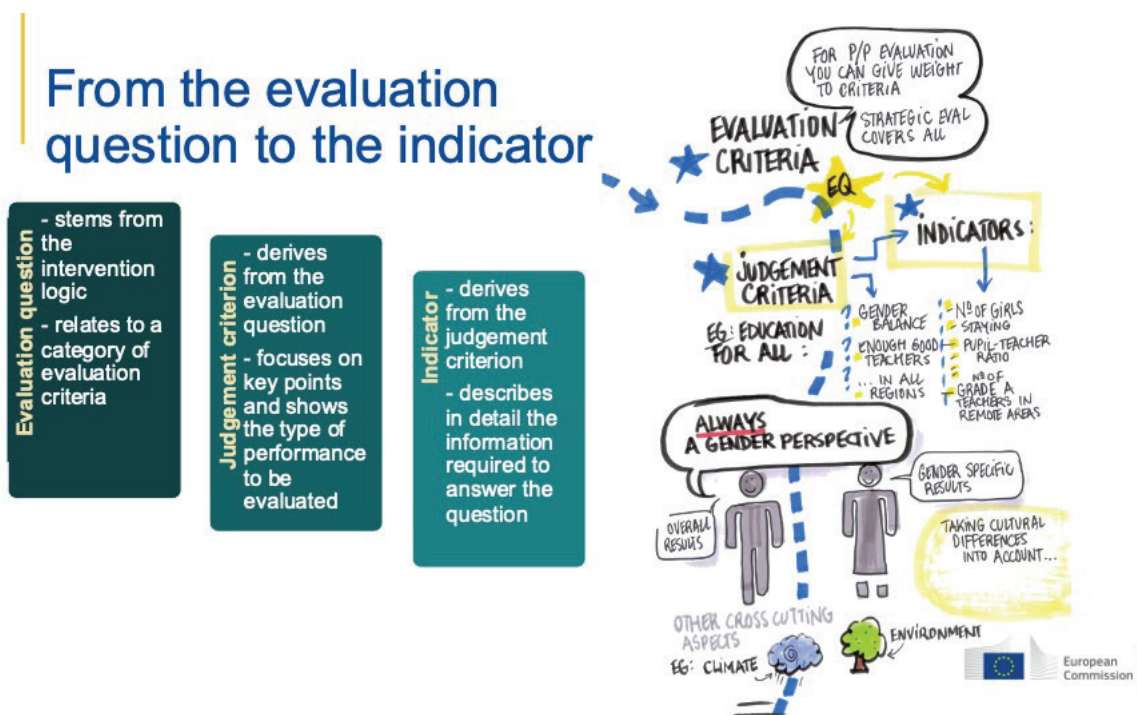 From the evaluation
question to the indicator
Evaluation question
- stems from
the
intervention
logic
- relates to a
category of
evaluation
criteria
Judgement criterion
- derives
from the
evaluation
question
- focuses on
key points
and shows
the type of
performance
to be
evaluated
Indicator
- derives
from the
judgement
criterion
- describes
in detail the
information
required to
answer the
question
FOR P/P EVALUATION
YOU CAN GIVE WEIGHT
TO CRITERIA
STRATEGIC EVAL
COVERS ALL
EVALUATION
CRITERIA
EQ
INDICATORS:
JUDGEMENT
CRITERIA
EG: EDUCATION
FOR ALL:
? GENDER
BALANCE
? ENOUGH GOOD
TEACHERS
? ... IN ALL
REGIONS
- Nº OF GIRLS
STAYING
- PUPIL-TEACHER
RATIO
- Nº OF
GRADE A
TEACHERS IN
REMOTE AREAS
ALWAYS
A GENDER PERSPECTIVE
OVERALL
RESULTS
GENDER SPECIFIC
RESULTS
TAKING CULTURAL
DIFFERENCES
INTO ACCOUNT...
OTHER CROSS CUTTING
ASPECTS
EG: CLIMATE
ENVIRONMENT
European
Commission